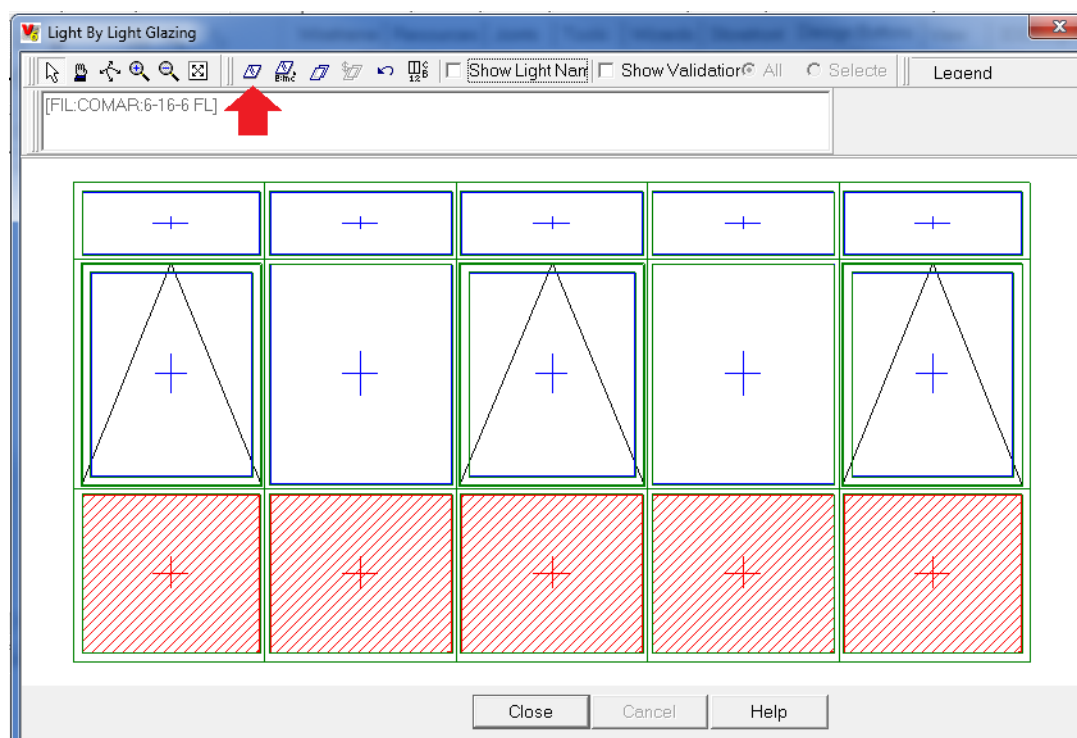 Light By Light Glazing
Show Light Nam Show Validation All Selecte Legend
[FIL:COMAR:6-16-6 FL]
Close Cancel Help